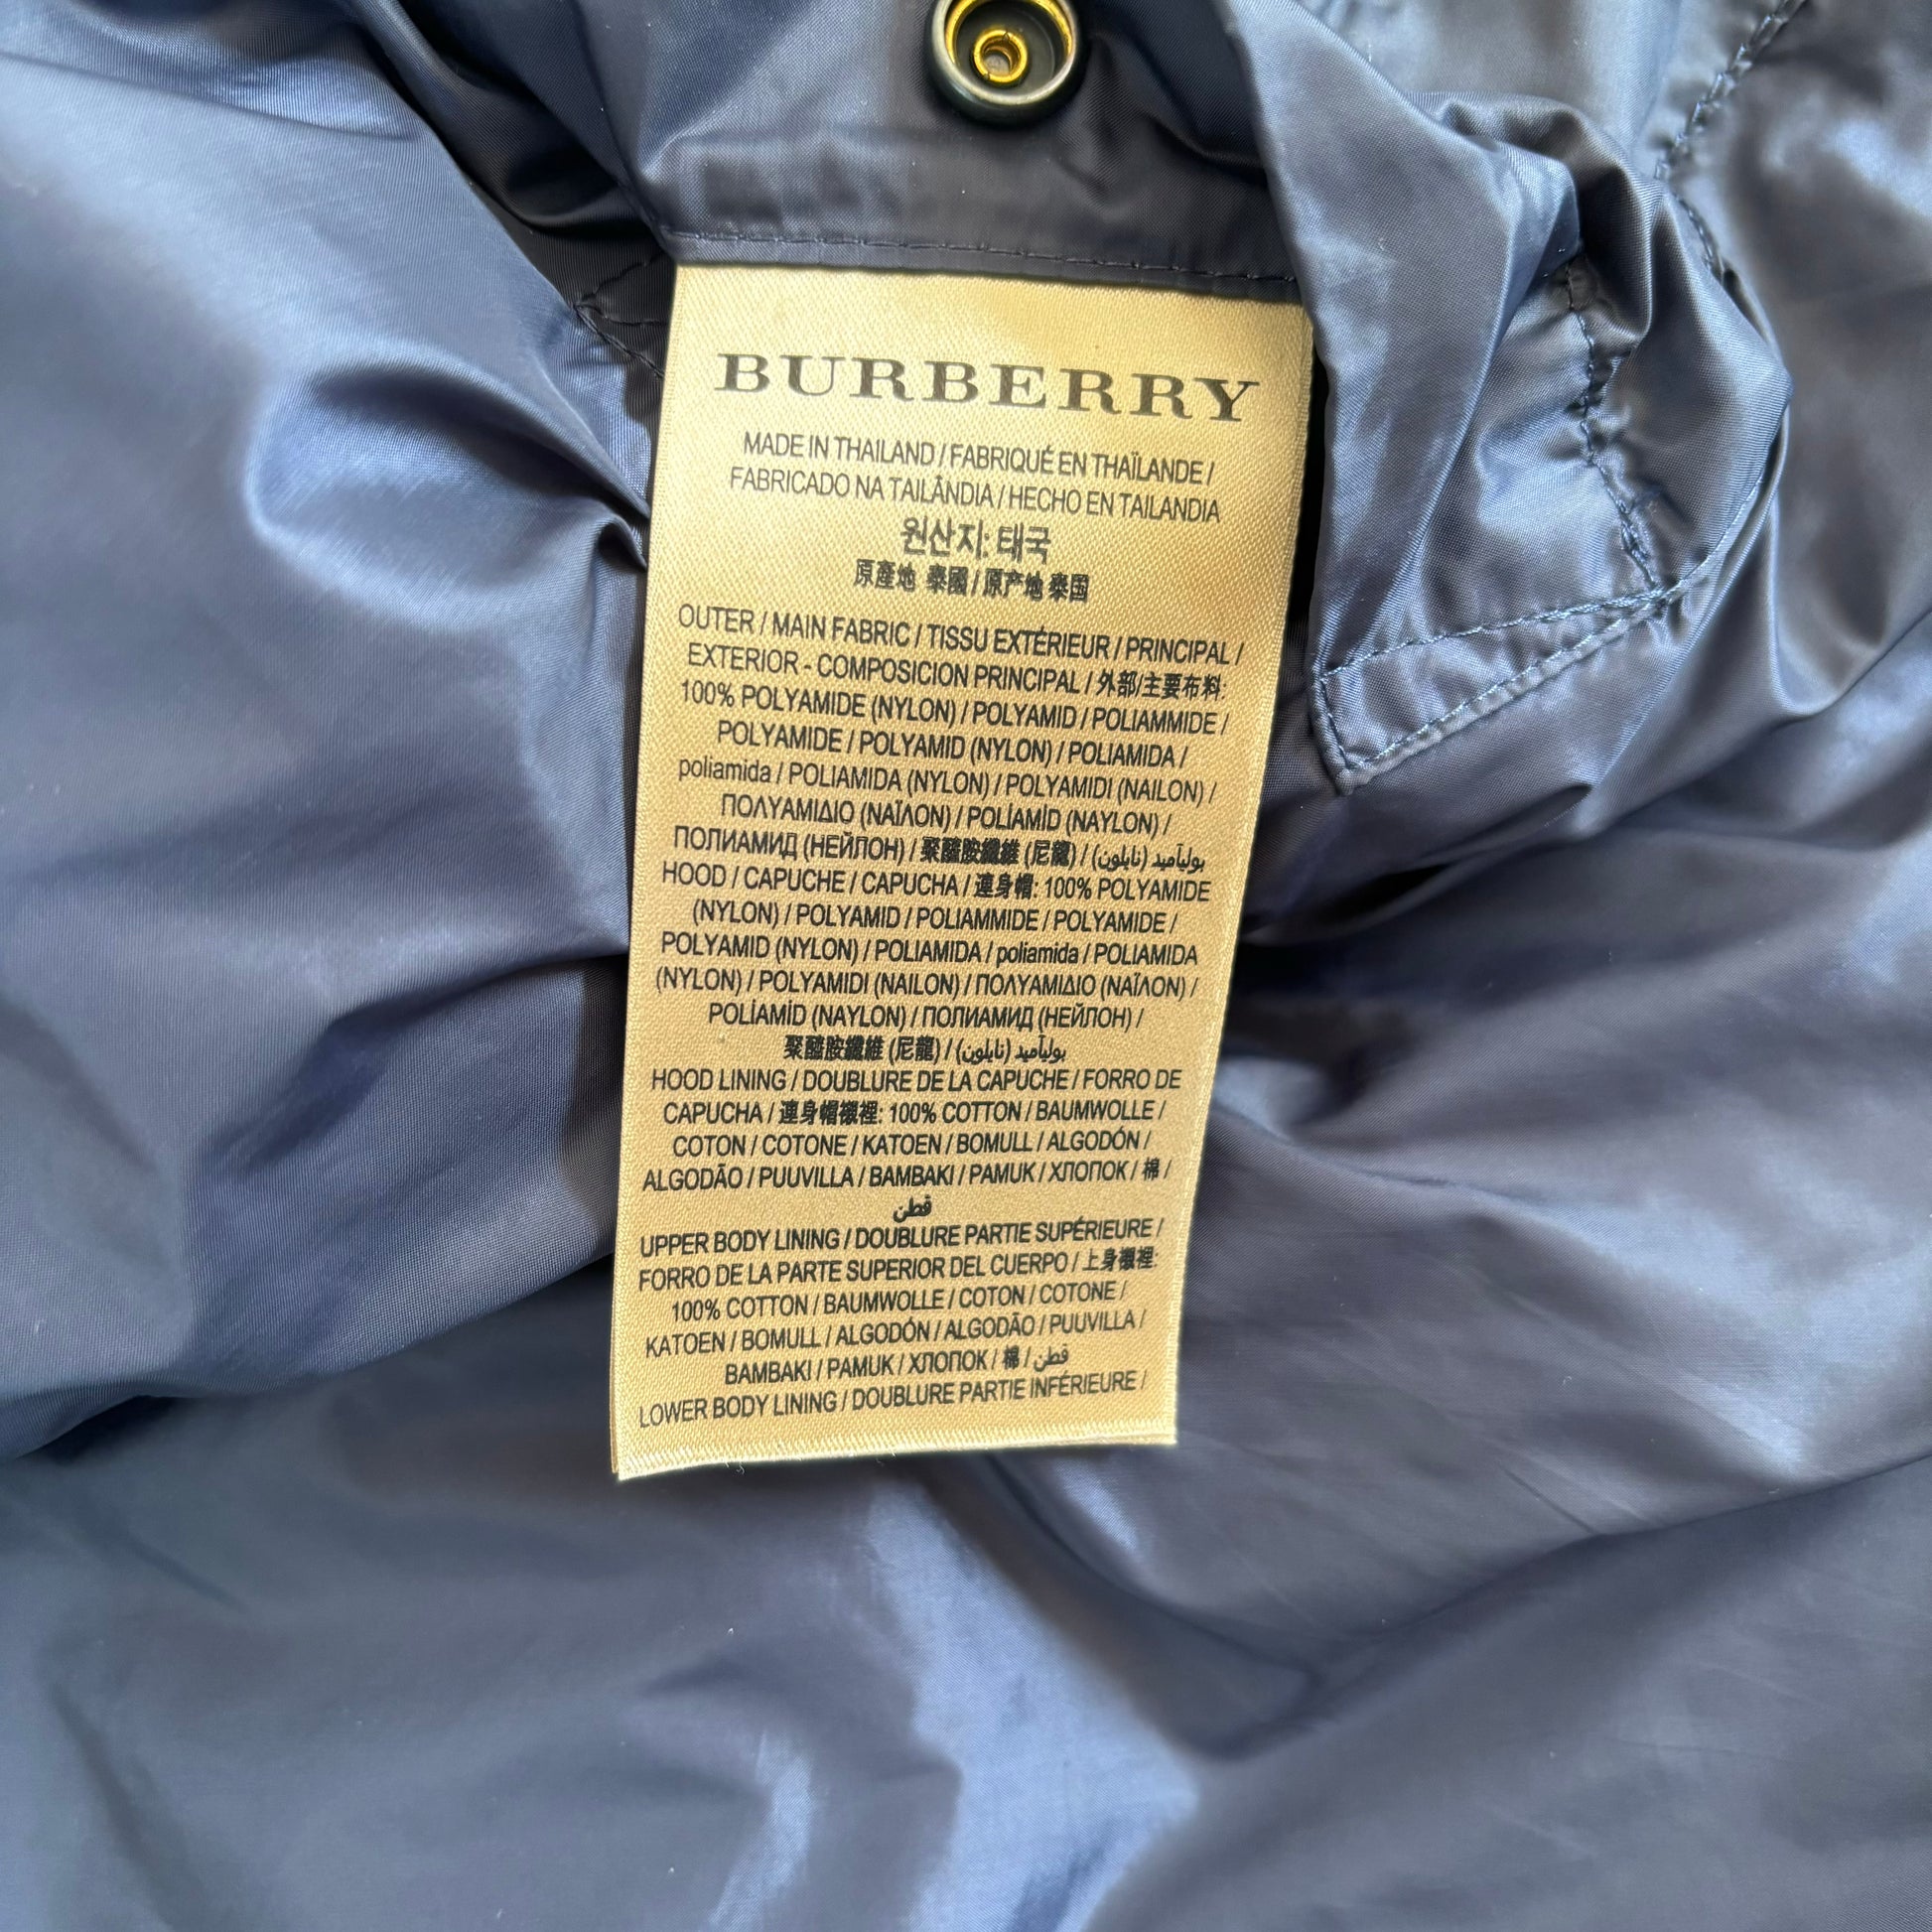 BURBERRY
MADE IN THAILAND / FABRIQUÉ EN THAÏLANDE /
FABRICADO NA TAILÂNDIA / HECHO EN TAILANDIA
원산지: 태국
原產地 泰國 / 原产地 泰国
OUTER / MAIN FABRIC / TISSU EXTÉRIEUR / PRINCIPAL /
EXTERIOR - COMPOSICION PRINCIPAL / 外部/主要布料:
100% POLYAMIDE (NYLON) / POLYAMID / POLIAMMIDE /
POLYAMIDE / POLYAMID (NYLON) / POLIAMIDA /
poliamida / POLIAMIDA (NYLON) / POLYAMIDI (NAILON) /
ΠΟΛΥΑΜΙΔΙΟ (ΝΑΪΛΟΝ) / POLİAMİD (NAYLON) /
ПОЛИАМИД (НЕЙЛОН) / 聚醯胺纖維 (尼龍) / بوليآميد (نايلون)
HOOD / CAPUCHE / CAPUCHA / 連身帽: 100% POLYAMIDE
(NYLON) / POLYAMID / POLIAMMIDE / POLYAMIDE /
POLYAMID (NYLON) / POLIAMIDA / poliamida / POLIAMIDA
(NYLON) / POLYAMIDI (NAILON) / ΠΟΛΥΑΜΙΔΙΟ (ΝΑΪΛΟΝ) /
POLİAMİD (NAYLON) / ПОЛИАМИД (НЕЙЛОН) /
聚醯胺纖維 (尼龍) / بوليآميد (نايلون)
HOOD LINING / DOUBLURE DE LA CAPUCHE / FORRO DE
CAPUCHA / 連身帽襯裡: 100% COTTON / BAUMWOLLE /
COTON / COTONE / KATOEN / BOMULL / ALGODÓN /
ALGODÃO / PUUVILLA / BAMBAKI / PAMUK / ХЛОПОК / 棉 /
قطن
UPPER BODY LINING / DOUBLURE PARTIE SUPÉRIEURE /
FORRO DE LA PARTE SUPERIOR DEL CUERPO / 上身襯裡:
100% COTTON / BAUMWOLLE / COTON / COTONE /
KATOEN / BOMULL / ALGODÓN / ALGODÃO / PUUVILLA /
BAMBAKI / PAMUK / ХЛОПОК / 棉 / قطن
LOWER BODY LINING / DOUBLURE PARTIE INFÉRIEURE /